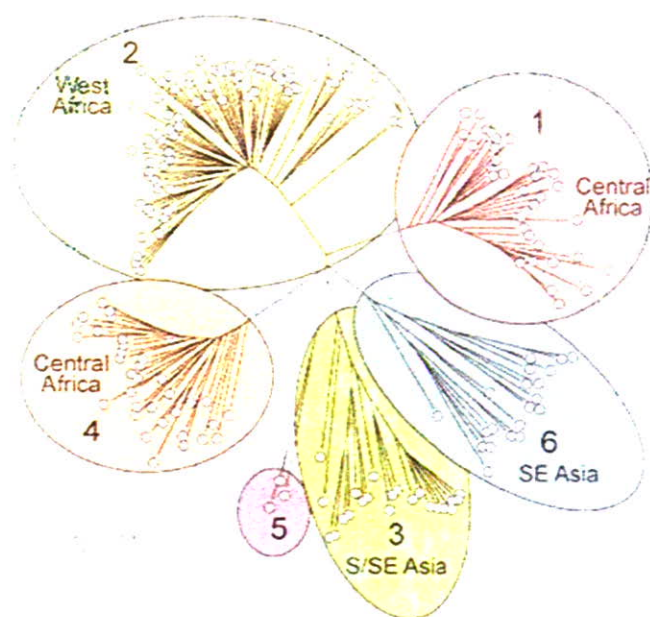 2
West
Africa
1
Central
Africa
Central
Africa
4
6
SE Asia
5
3
S/SE Asia